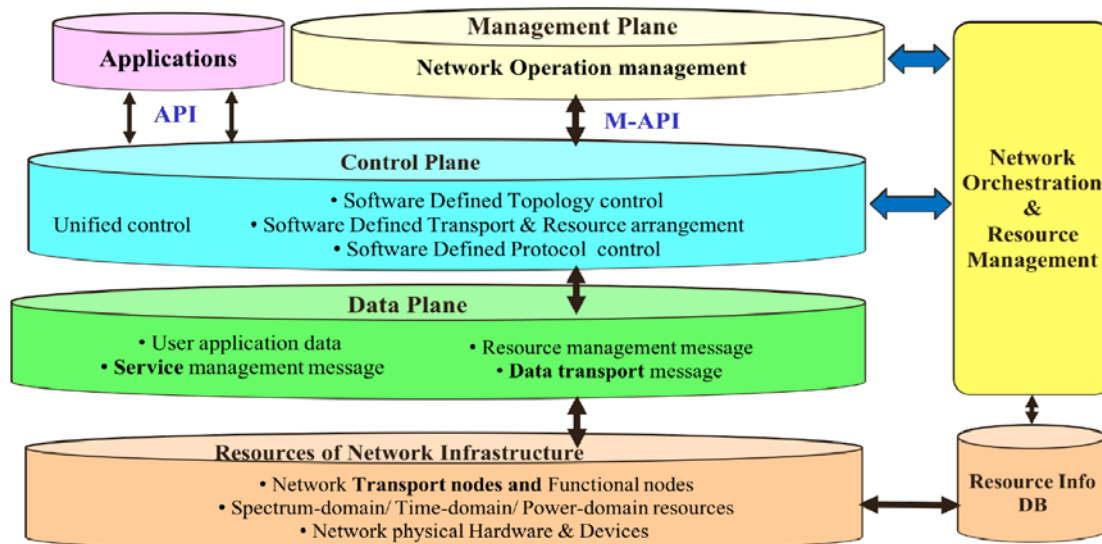 Applications
Management Plane
Network Operation management
API
M-API
Control Plane
Unified control
• Software Defined Topology control
• Software Defined Transport & Resource arrangement
• Software Defined Protocol control
Network
Orchestration
&
Resource
Management
Data Plane
• User application data
• Service management message
• Resource management message
• Data transport message
Resources of Network Infrastructure
• Network Transport nodes and Functional nodes
• Spectrum-domain/ Time-domain/ Power-domain resources
• Network physical Hardware & Devices
Resource Info
DB